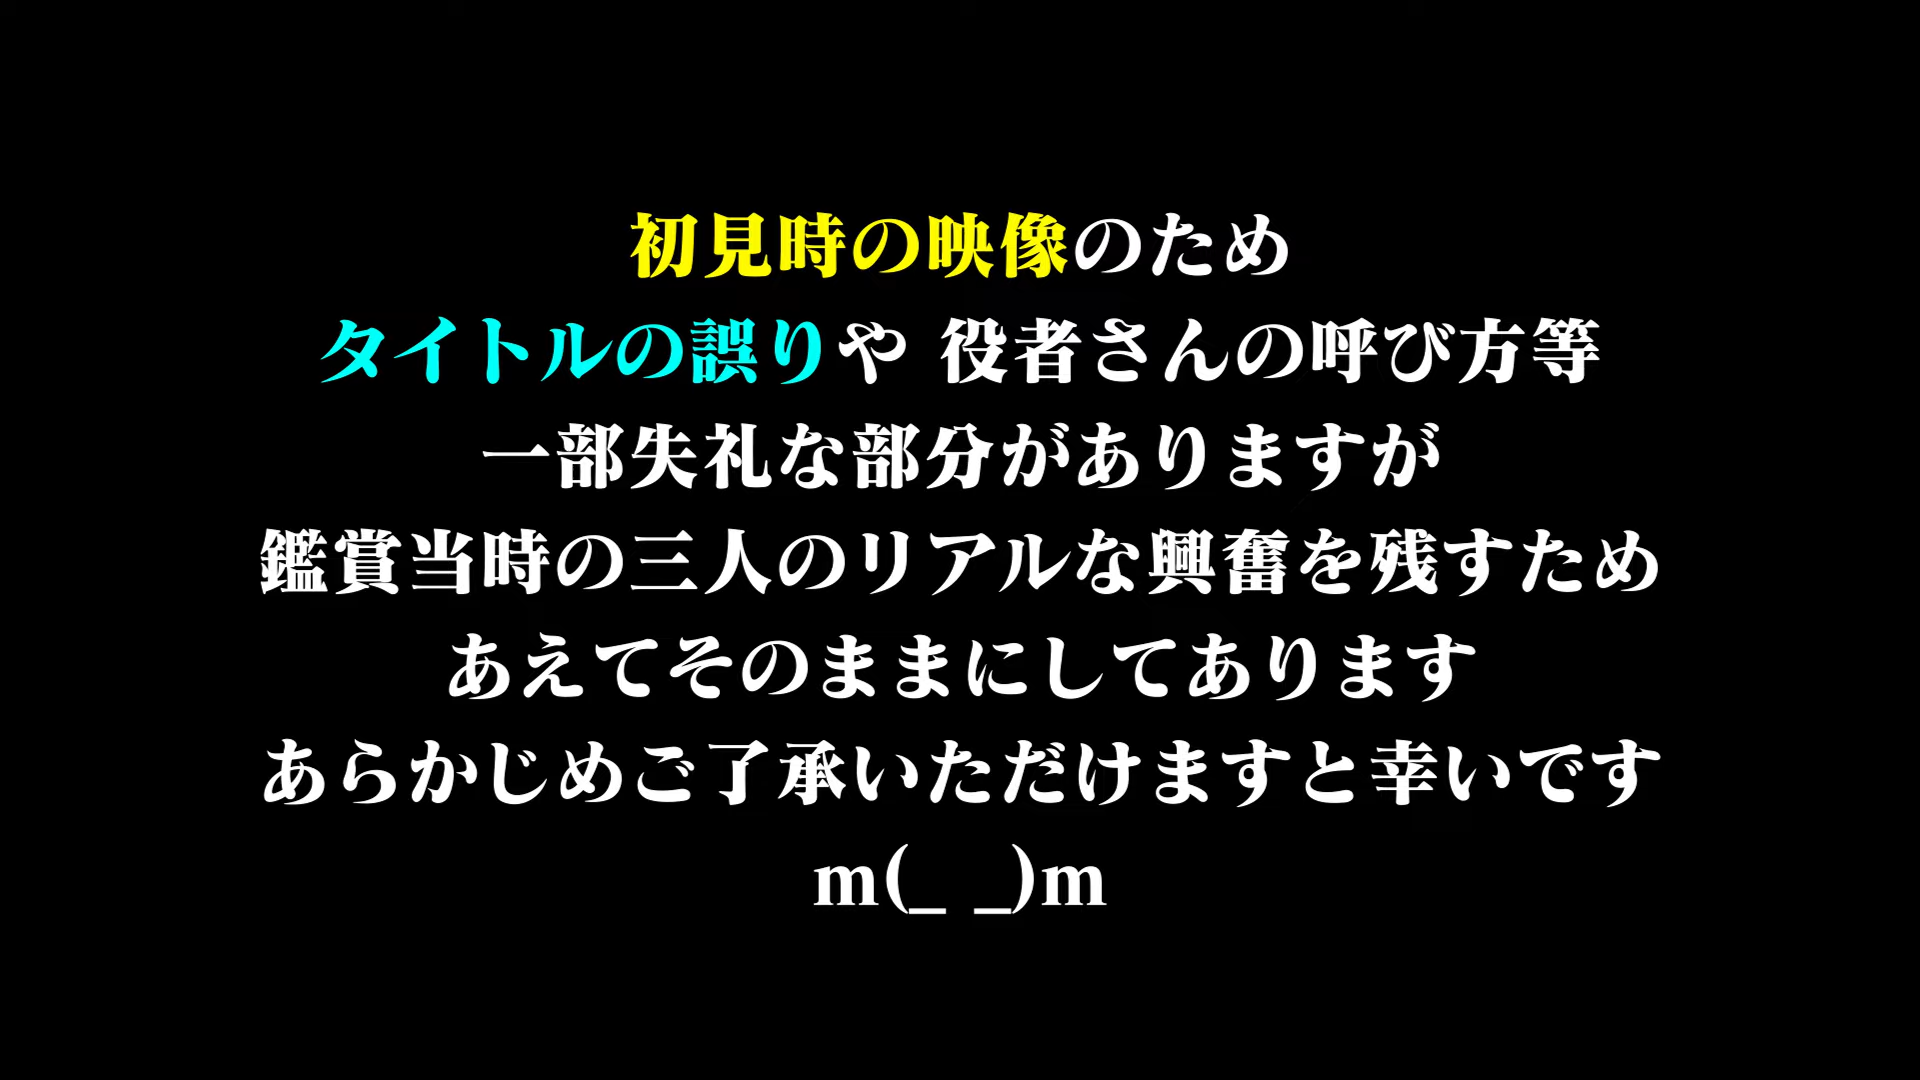 初見時の映像のため
タイトルの誤りや 役者さんの呼び方等
一部失礼な部分がありますが
鑑賞当時の三人のリアルな興奮を残すため
あえてそのままにしてあります
あらかじめご了承いただけますと幸いです
m(_ _)m